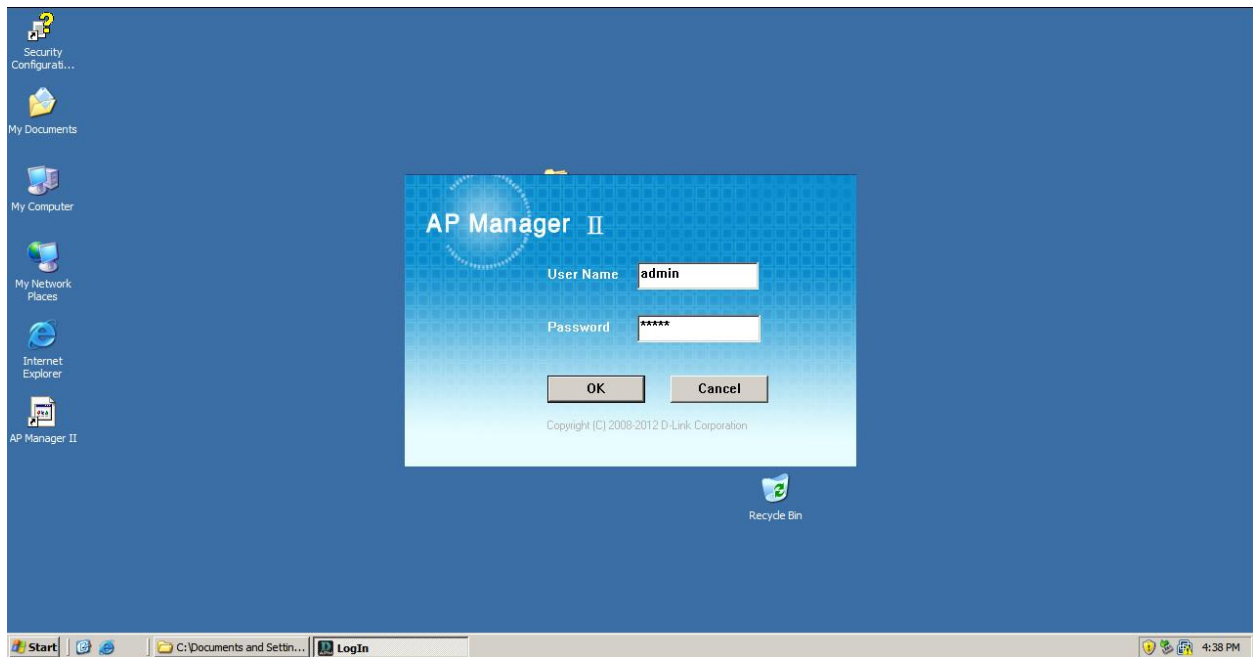 Security
Configurati...
My Documents
My Computer
My Network
Places
Internet
Explorer
AP Manager II
AP Manager II
User Name
admin
Password
*****
OK
Cancel
Copyright (C) 2008-2012 D-Link Corporation
Recycle Bin
Start
C:\Documents and Settin...
LogIn
4:38 PM